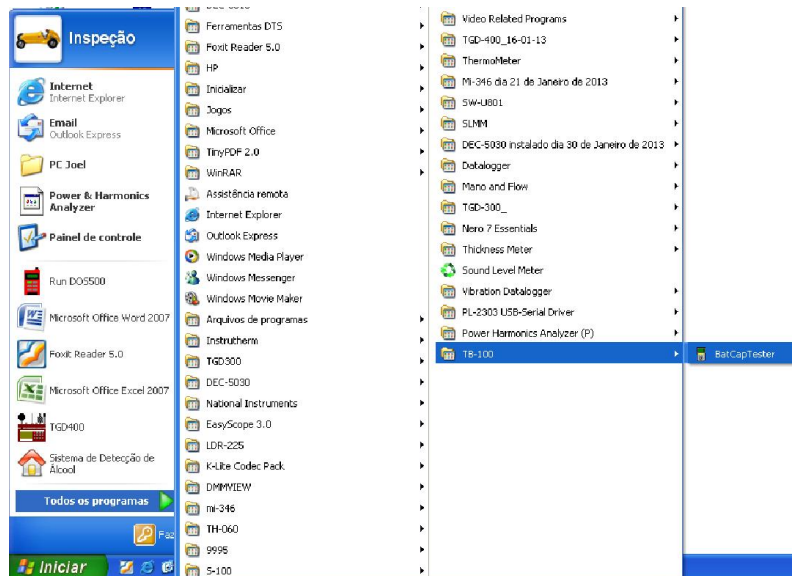 Inspeção
Internet
Internet Explorer
Email
Outlook Express
PC Joel
Power & Harmonics
Analyzer
Painel de controle
Run DO5500
Microsoft Office Word 2007
Foxit Reader 5.0
Microsoft Office Excel 2007
TGD400
Sistema de Detecção de
Álcool
Todos os programas
Faz
Iniciar
Ferramentas DTS
Foxit Reader 5.0
HP
Inicializar
Jogos
Microsoft Office
TinyPDF 2.0
WinRAR
Assistência remota
Internet Explorer
Outlook Express
Windows Media Player
Windows Messenger
Windows Movie Maker
Arquivos de programas
Instrutherm
TGD300
DEC-5030
National Instruments
EasyScope 3.0
LDR-225
K-Lite Codec Pack
DMMVIEW
mi-346
TH-060
9995
S-100
Video Related Programs
TGD-400_16-01-13
ThermoMeter
Mi-346 dia 21 de Janeiro de 2013
SW-U801
SLMM
DEC-5030 instalado dia 30 de Janeiro de 2013
Datalogger
Mano and Flow
TGD-300_
Nero 7 Essentials
Thickness Meter
Sound Level Meter
Vibration Datalogger
PL-2303 USB-Serial Driver
Power Harmonics Analyzer (P)
TB-100
BatCapTester